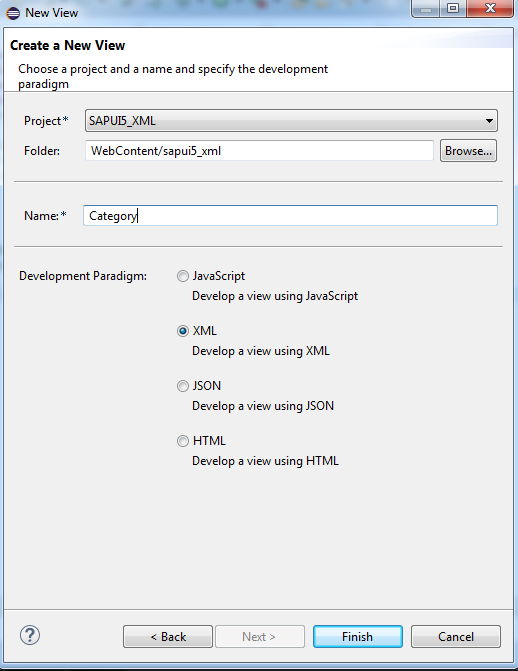 New View
Create a New View
Choose a project and a name and specify the development
paradigm
Project* SAPUI5_XML
Folder: WebContent/sapui5_xml Browse...
Name:* Category
Development Paradigm: JavaScript
Develop a view using JavaScript
XML
Develop a view using XML
JSON
Develop a view using JSON
HTML
Develop a view using HTML
? < Back Next > Finish Cancel